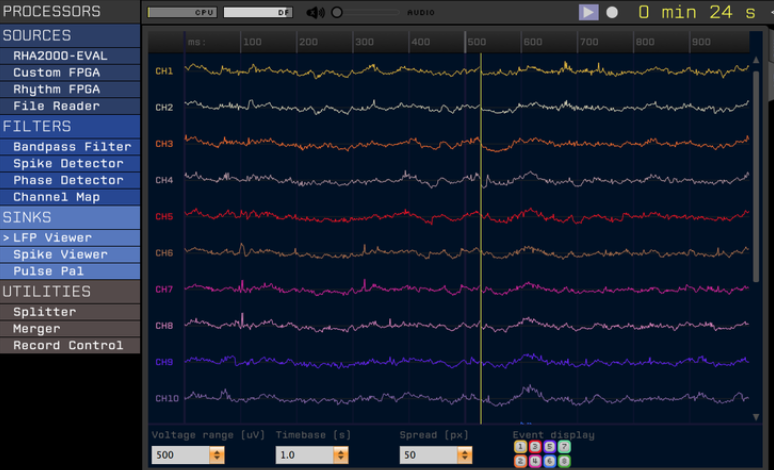 PROCESSORS
CPU
DF
AUDIO
0 min 24 s
SOURCES
RHA2000-EVAL
Custom FPGA
Rhythm FPGA
File Reader
FILTERS
Bandpass Filter
Spike Detector
Phase Detector
Channel Map
SINKS
> LFP Viewer
Spike Viewer
Pulse Pal
UTILITIES
Splitter
Merger
Record Control
ms: 100 200 300 400 500 600 700 800 900
CH1
CH2
CH3
CH4
CH5
CH6
CH7
CH8
CH9
CH10
Voltage range [uV] Timebase [s] Spread [px] Event display
500 1.0 50
1 3 5 7
2 4 6 8